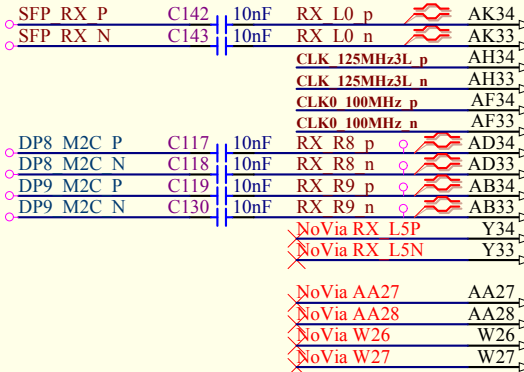 SFP_RX_P C142 10nF RX_L0_p AK34
SFP_RX_N C143 10nF RX_L0_n AK33
CLK_125MHz3L_p AH34
CLK_125MHz3L_n AH33
CLK0_100MHz_p AF34
CLK0_100MHz_n AF33
DP8_M2C_P C117 10nF RX_R8_p AD34
DP8_M2C_N C118 10nF RX_R8_n AD33
DP9_M2C_P C119 10nF RX_R9_p AB34
DP9_M2C_N C130 10nF RX_R9_n AB33
NoVia RX_L5P Y34
NoVia RX_L5N Y33
NoVia AA27 AA27
NoVia AA28 AA28
NoVia W26 W26
NoVia W27 W27